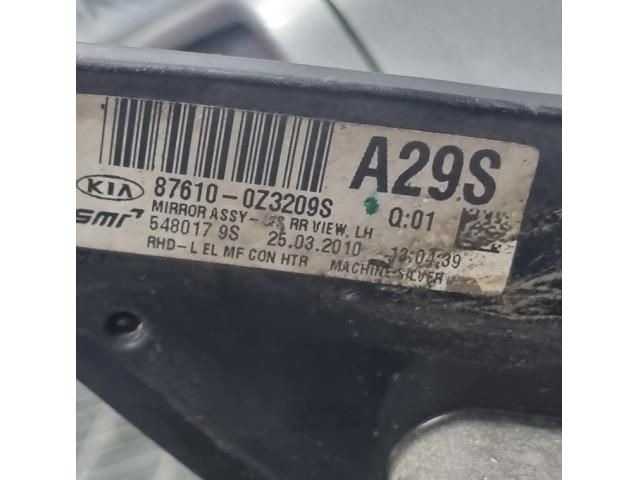 A29S
KIA 87610-0Z3209S
Q:01
smr MIRROR ASSY- RR VIEW, LH
548017 9S 25.03.2010 13:04:39
RHD-L EL MF CON HTR MACHINE SILVER